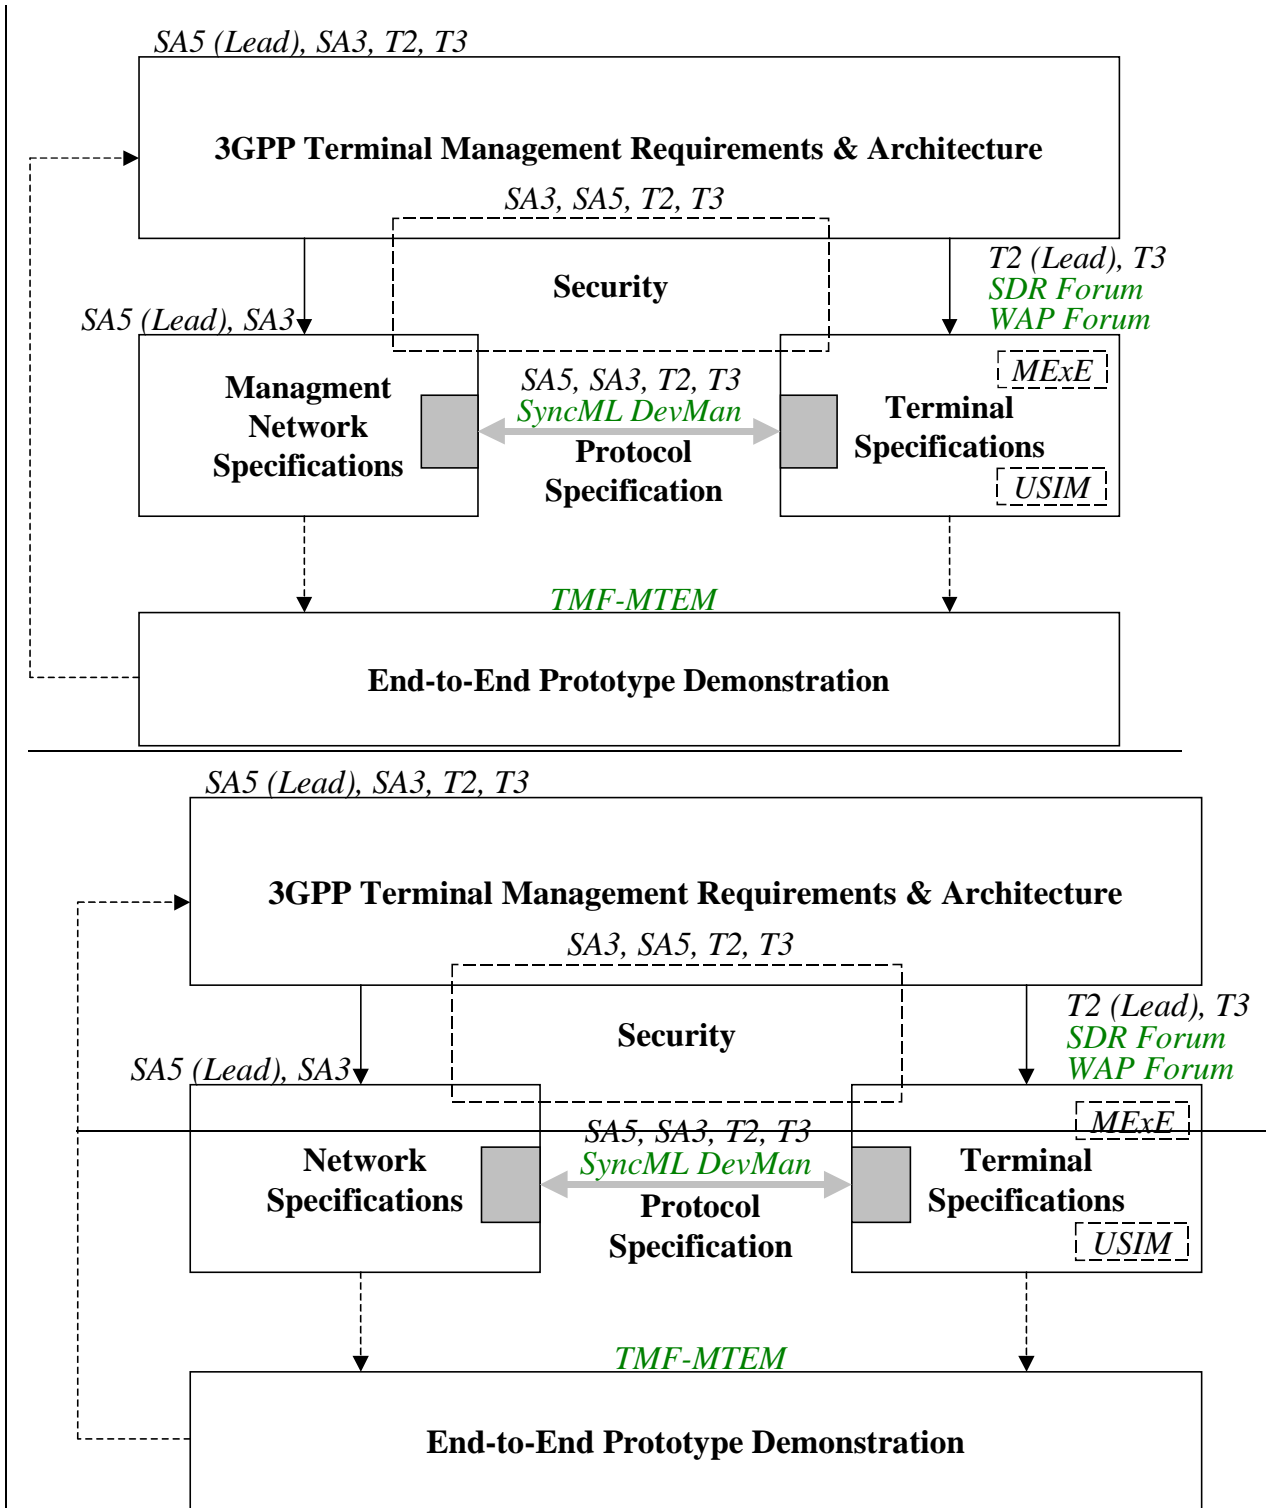 SA5 (Lead), SA3, T2, T3
3GPP Terminal Management Requirements & Architecture
SA3, SA5, T2, T3
Security
T2 (Lead), T3
SDR Forum
WAP Forum
SA5 (Lead), SA3
Managment
Network
Specifications
SA5, SA3, T2, T3
SyncML DevMan
Protocol
Specification
MExE
Terminal
Specifications
USIM
TMF-MTEM
End-to-End Prototype Demonstration
SA5 (Lead), SA3, T2, T3
3GPP Terminal Management Requirements & Architecture
SA3, SA5, T2, T3
Security
T2 (Lead), T3
SDR Forum
WAP Forum
SA5 (Lead), SA3
Network
Specifications
SA5, SA3, T2, T3
SyncML DevMan
Protocol
Specification
MExE
Terminal
Specifications
USIM
TMF-MTEM
End-to-End Prototype Demonstration